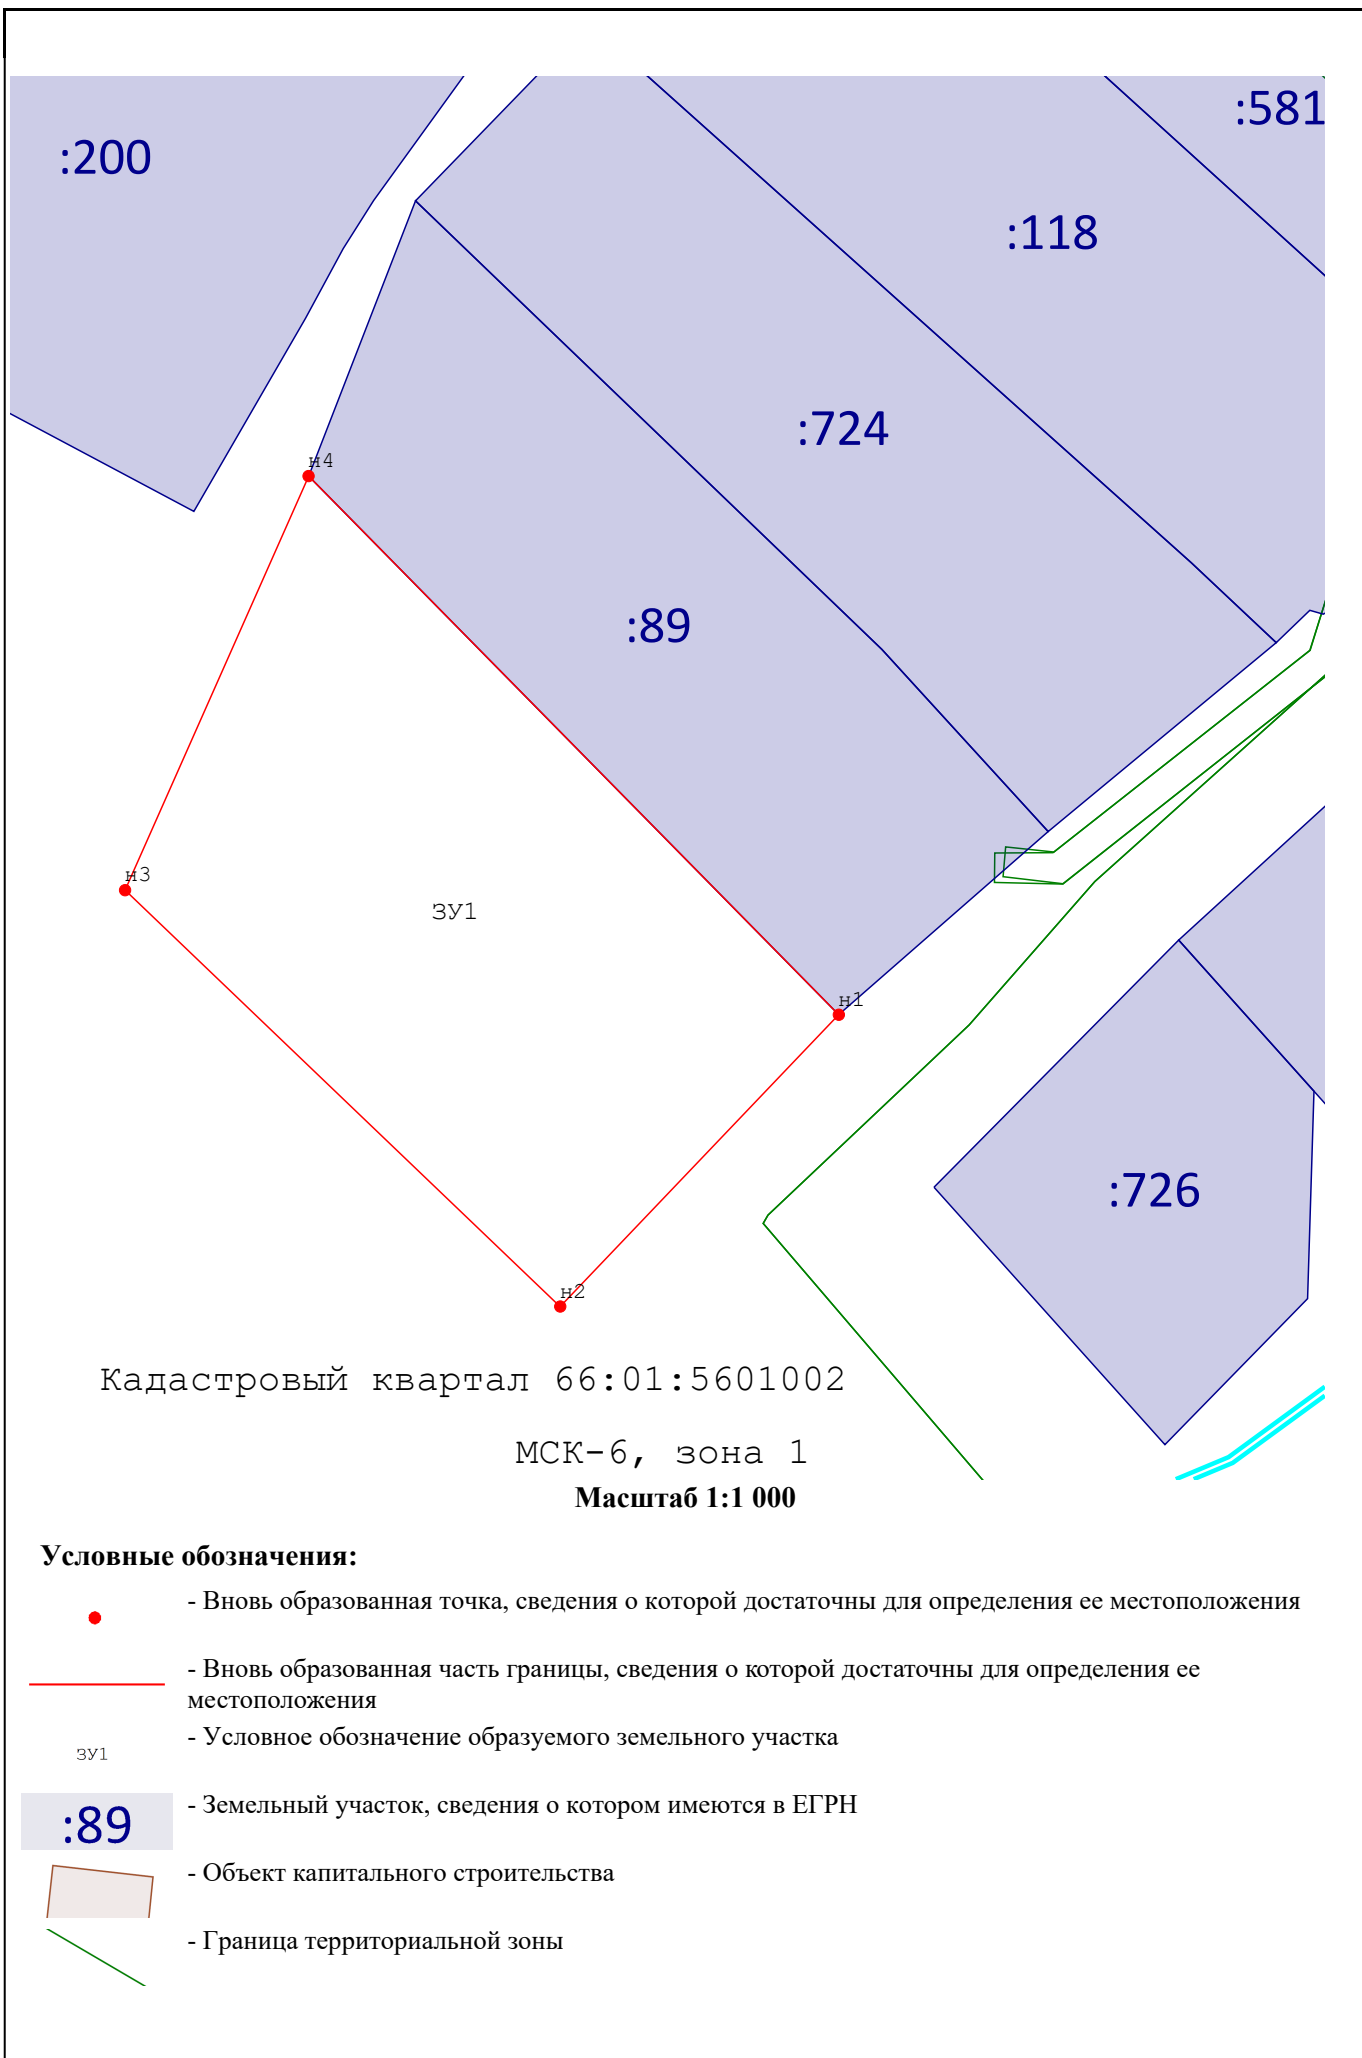 :581
:200
:118
:724
н4
:89
н3
ЗУ1
н1
:726
н2
Кадастровый квартал 66:01:5601002
МСК-6, зона 1
Масштаб 1:1 000
Условные обозначения:
- Вновь образованная точка, сведения о которой достаточны для определения ее местоположения
- Вновь образованная часть границы, сведения о которой достаточны для определения ее
местоположения
- Условное обозначение образуемого земельного участка
ЗУ1
- Земельный участок, сведения о котором имеются в ЕГРН
:89
- Объект капитального строительства
- Граница территориальной зоны